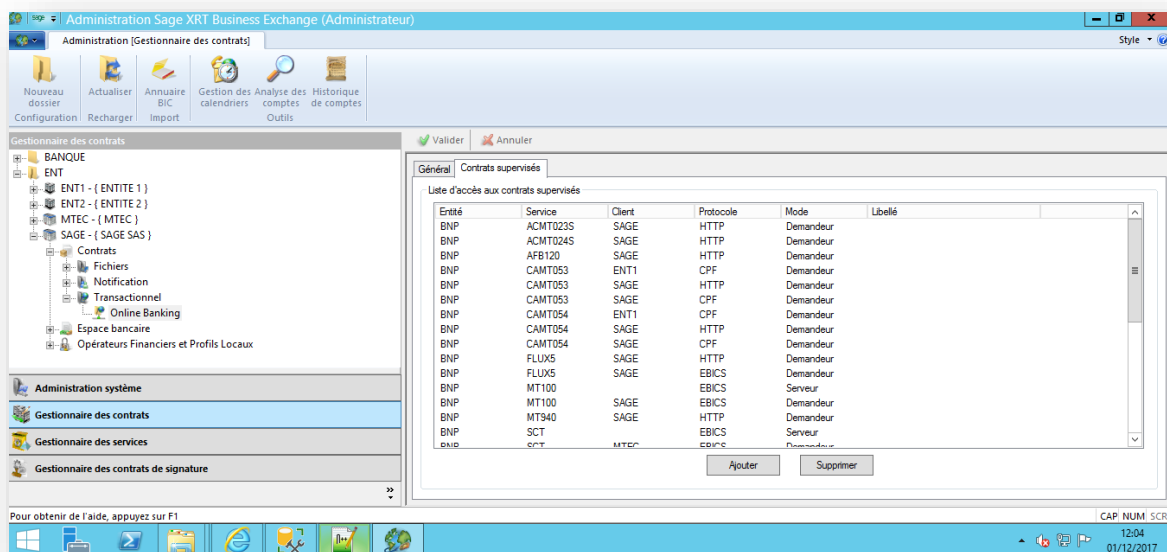 sage Administration Sage XRT Business Exchange (Administrateur)
Administration [Gestionnaire des contrats] Style
Nouveau dossier Actualiser Annuaire BIC Gestion des calendriers Analyse des comptes Historique de comptes
Configuration Recharger Import Outils
Gestionnaire des contrats
BANQUE
ENT
ENT1 - { ENTITE 1 }
ENT2 - { ENTITE 2 }
MTEC - { MTEC }
SAGE - { SAGE SAS }
Contrats
Fichiers
Notification
Transactionnel
Online Banking
Espace bancaire
Opérateurs Financiers et Profils Locaux
Administration système
Gestionnaire des contrats
Gestionnaire des services
Gestionnaire des contrats de signature
Valider Annuler
Général Contrats supervisés
Liste d'accès aux contrats supervisés
Entité Service Client Protocole Mode Libellé
BNP ACMT023S SAGE HTTP Demandeur
BNP ACMT024S SAGE HTTP Demandeur
BNP AFB120 SAGE HTTP Demandeur
BNP CAMT053 ENT1 CPF Demandeur
BNP CAMT053 SAGE HTTP Demandeur
BNP CAMT053 SAGE CPF Demandeur
BNP CAMT054 ENT1 CPF Demandeur
BNP CAMT054 SAGE HTTP Demandeur
BNP CAMT054 SAGE CPF Demandeur
BNP FLUX5 SAGE HTTP Demandeur
BNP FLUX5 SAGE EBICS Demandeur
BNP MT100 EBICS Serveur
BNP MT100 SAGE EBICS Demandeur
BNP MT940 SAGE HTTP Demandeur
BNP SCT EBICS Serveur
BNP SCT MTEC EBICS Demandeur
Ajouter Supprimer
Pour obtenir de l'aide, appuyez sur F1 CAP NUM SCR
12:04
01/12/2017